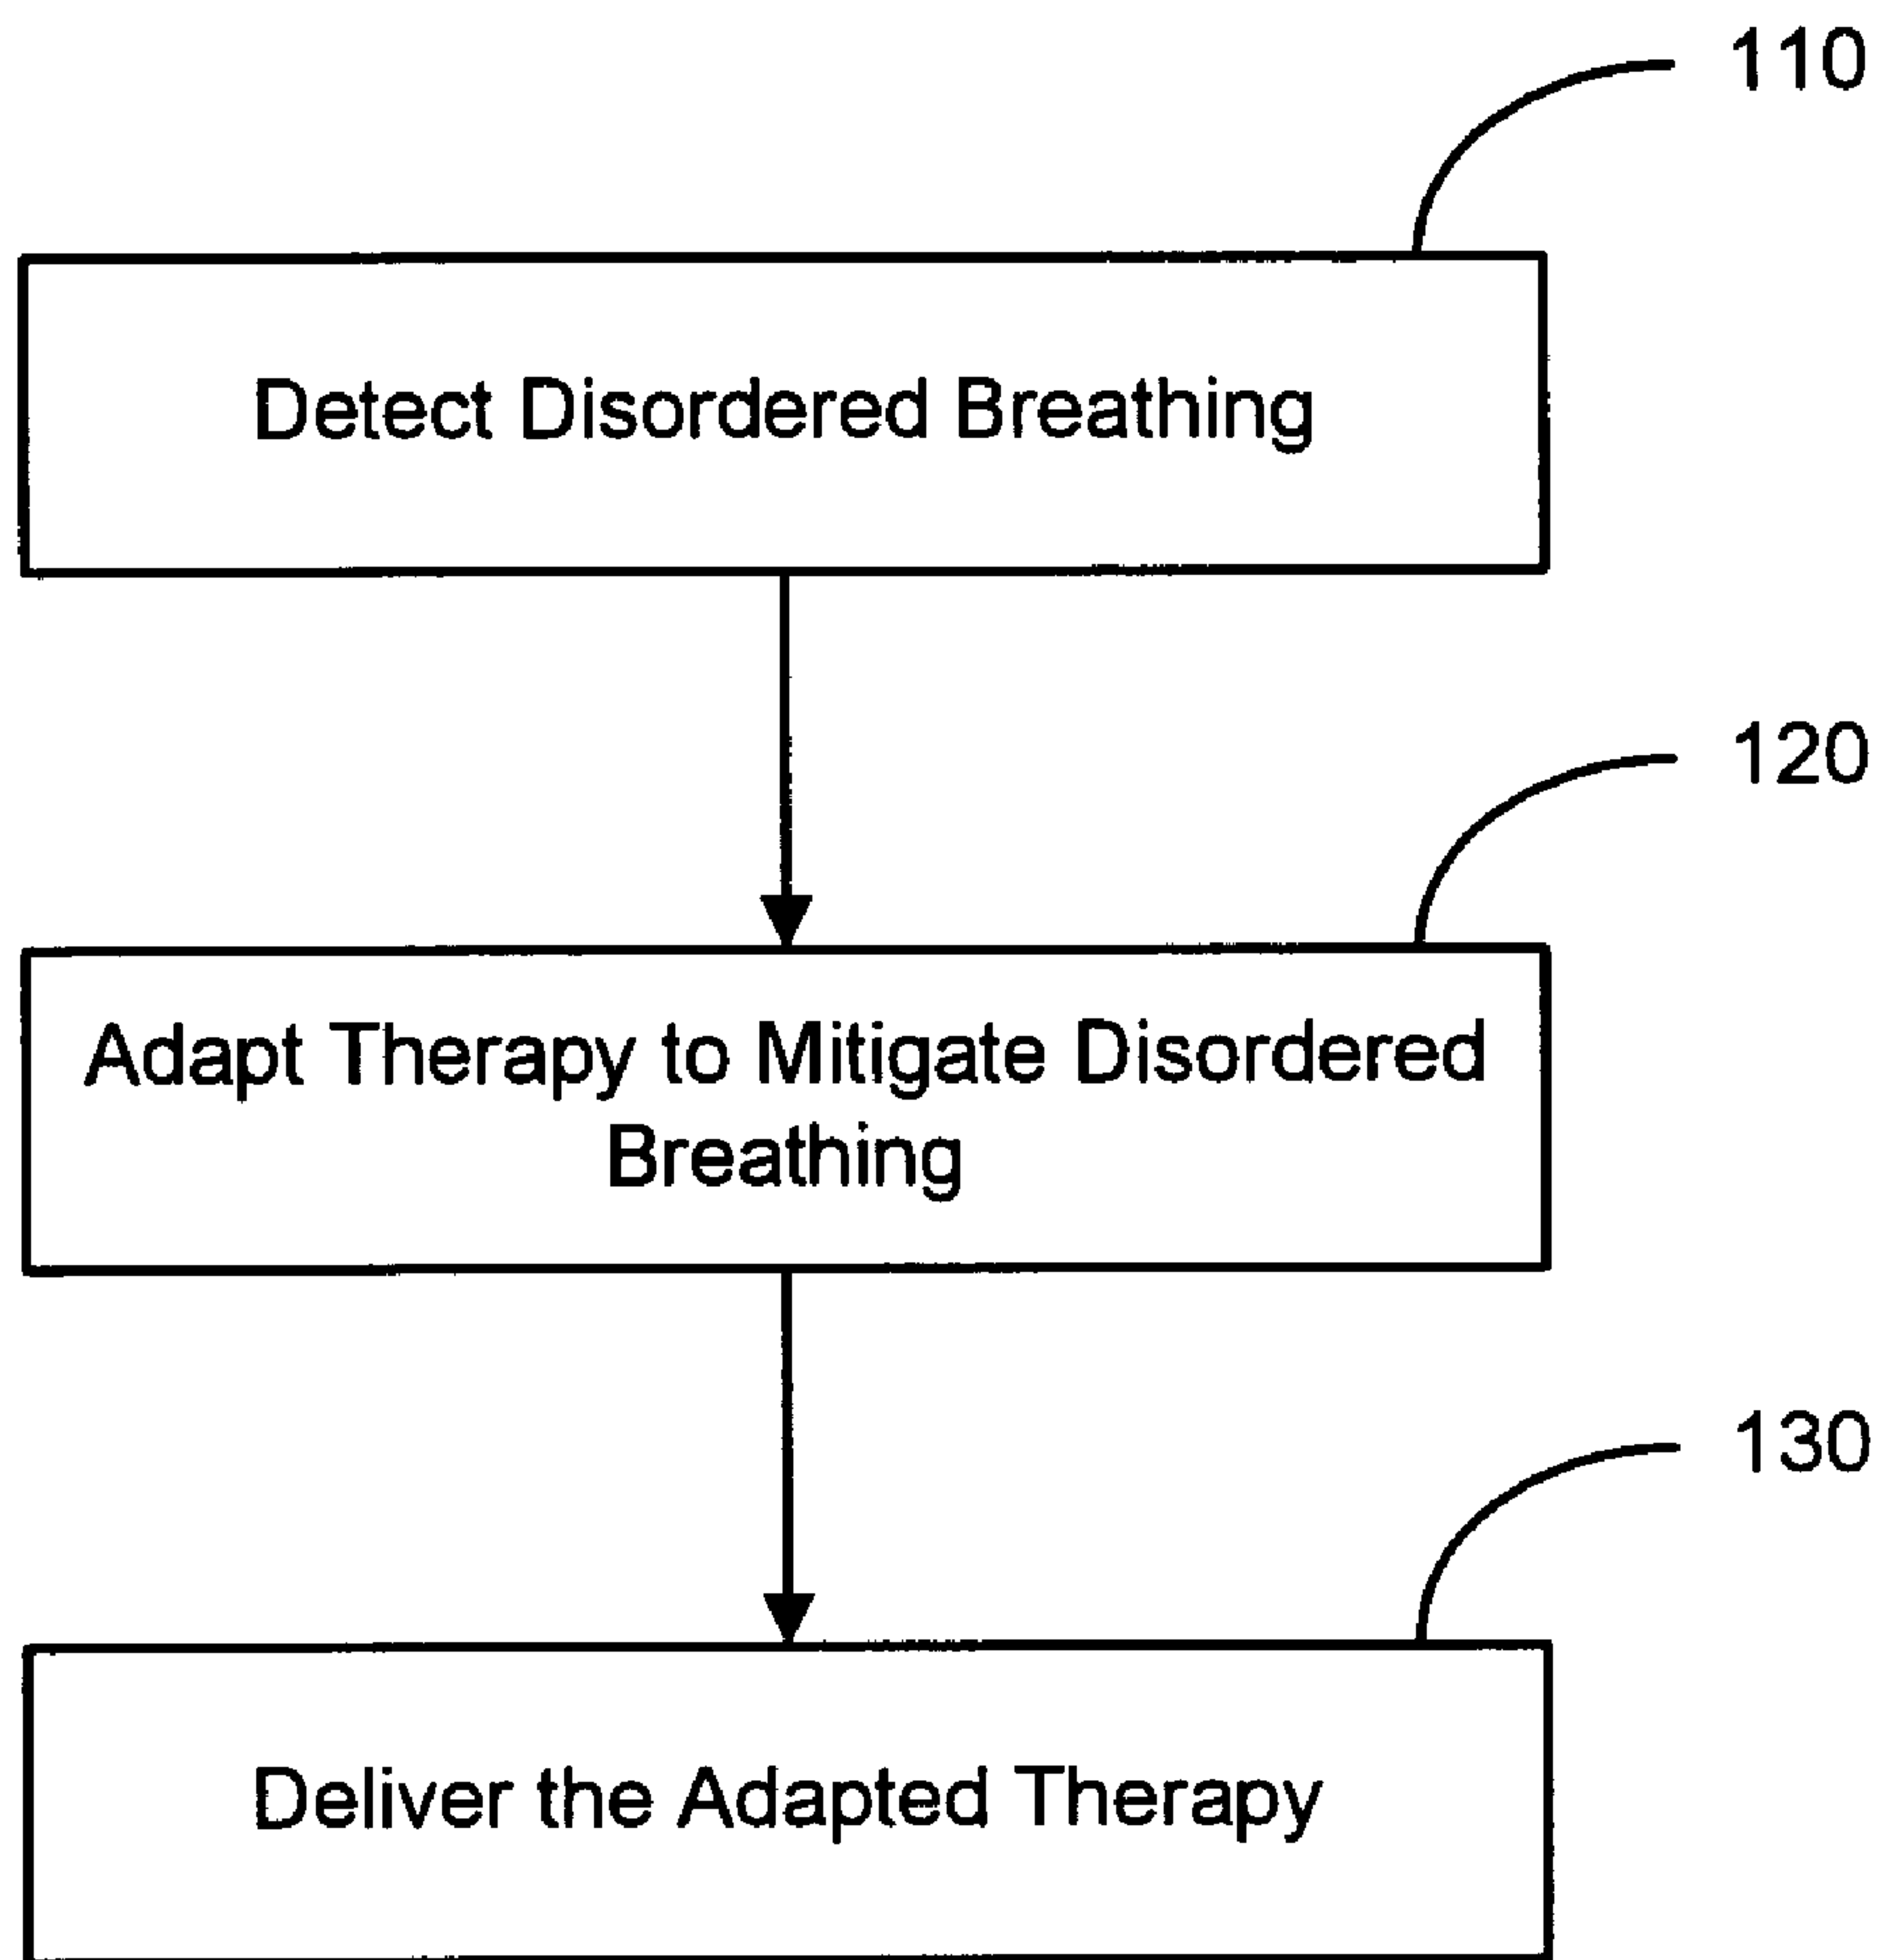 110
Detect Disordered Breathing
120
Adapt Therapy to Mitigate Disordered
Breathing
130
Deliver the Adapted Therapy